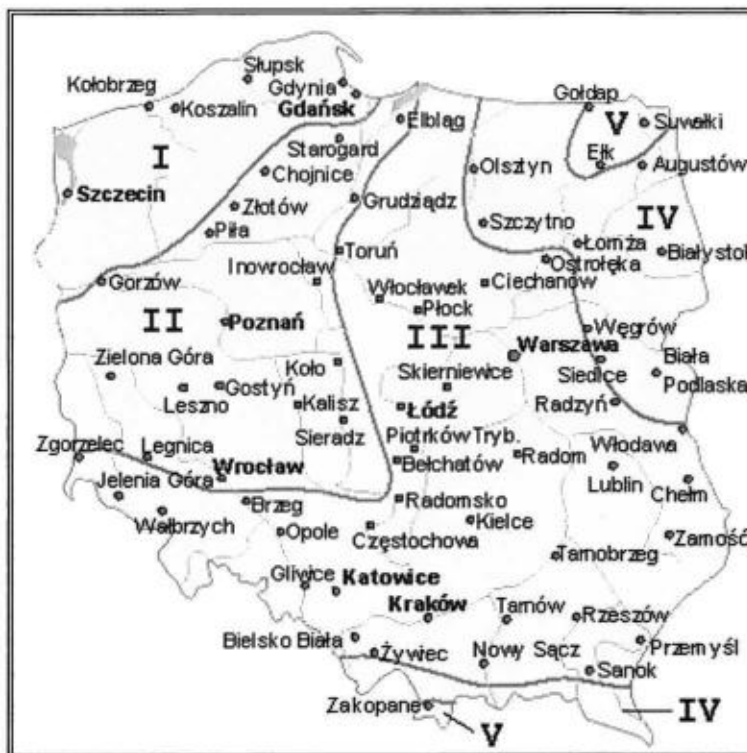 Słupsk
Kołobrzeg
Gdynia
Gołdap
Koszalin
Gdańsk
Elbląg
V
Suwałki
I
Starogard
Ełk
Olsztyn
Augustów
Chojnice
Szczecin
Złotów
Grudziądz
IV
Szczytno
Piła
Łomża
Toruń
Białystok
Inowrocław
Ostrołęka
Gorzów
Włocławek
Ciechanów
II
Płock
Poznań
III
Węgrów
Warszawa
Zielona Góra
Koło
Skierniewice
Siedlce
Biała
Podlaska
Gostyń
Leszno
Kalisz
Łódź
Radzyń
Sieradz
Piotrków Tryb.
Włodawa
Zgorzelec
Legnica
Radom
Wrocław
Bełchatów
Lublin
Chełm
Jelenia Góra
Brzeg
Radomsko
Wałbrzych
Kielce
Opole
Częstochowa
Zamość
Tarnobrzeg
Gliwice
Katowice
Kraków
Tarnów
Rzeszów
Bielsko Biała
Przemyśl
Żywiec
Nowy Sącz
Sanok
Zakopane
V
IV